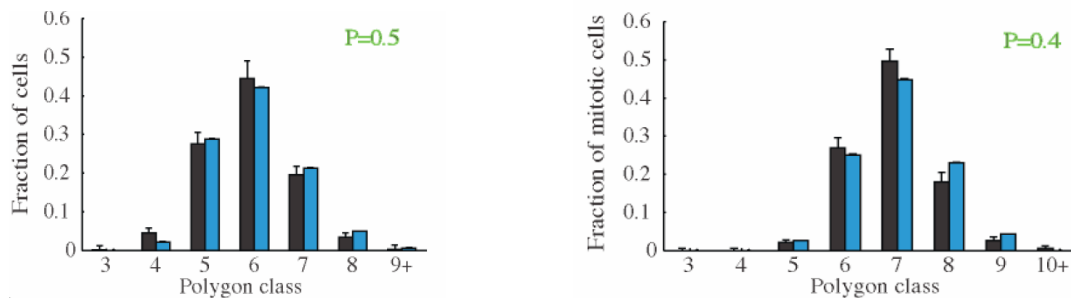 Fraction of cells
0.6
0.5
0.4
0.3
0.2
0.1
0
P=0.5
3 4 5 6 7 8 9+
Polygon class
Fraction of mitotic cells
0.6
0.5
0.4
0.3
0.2
0.1
0
P=0.4
3 4 5 6 7 8 9 10+
Polygon class